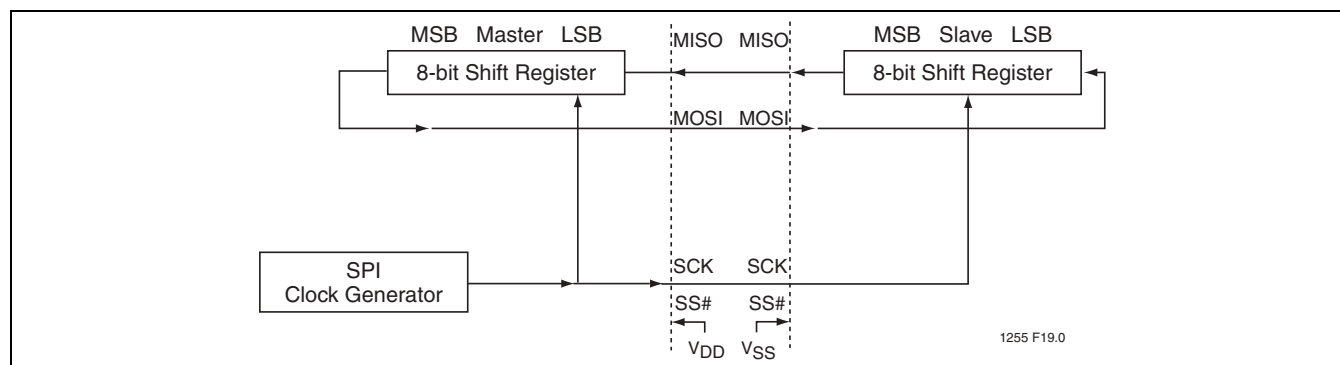 MSB Master LSB
MISO MISO
MSB Slave LSB
8-bit Shift Register
8-bit Shift Register
MOSI MOSI
SPI
Clock Generator
SCK SCK
SS# SS#
VDD VSS
1255 F19.0